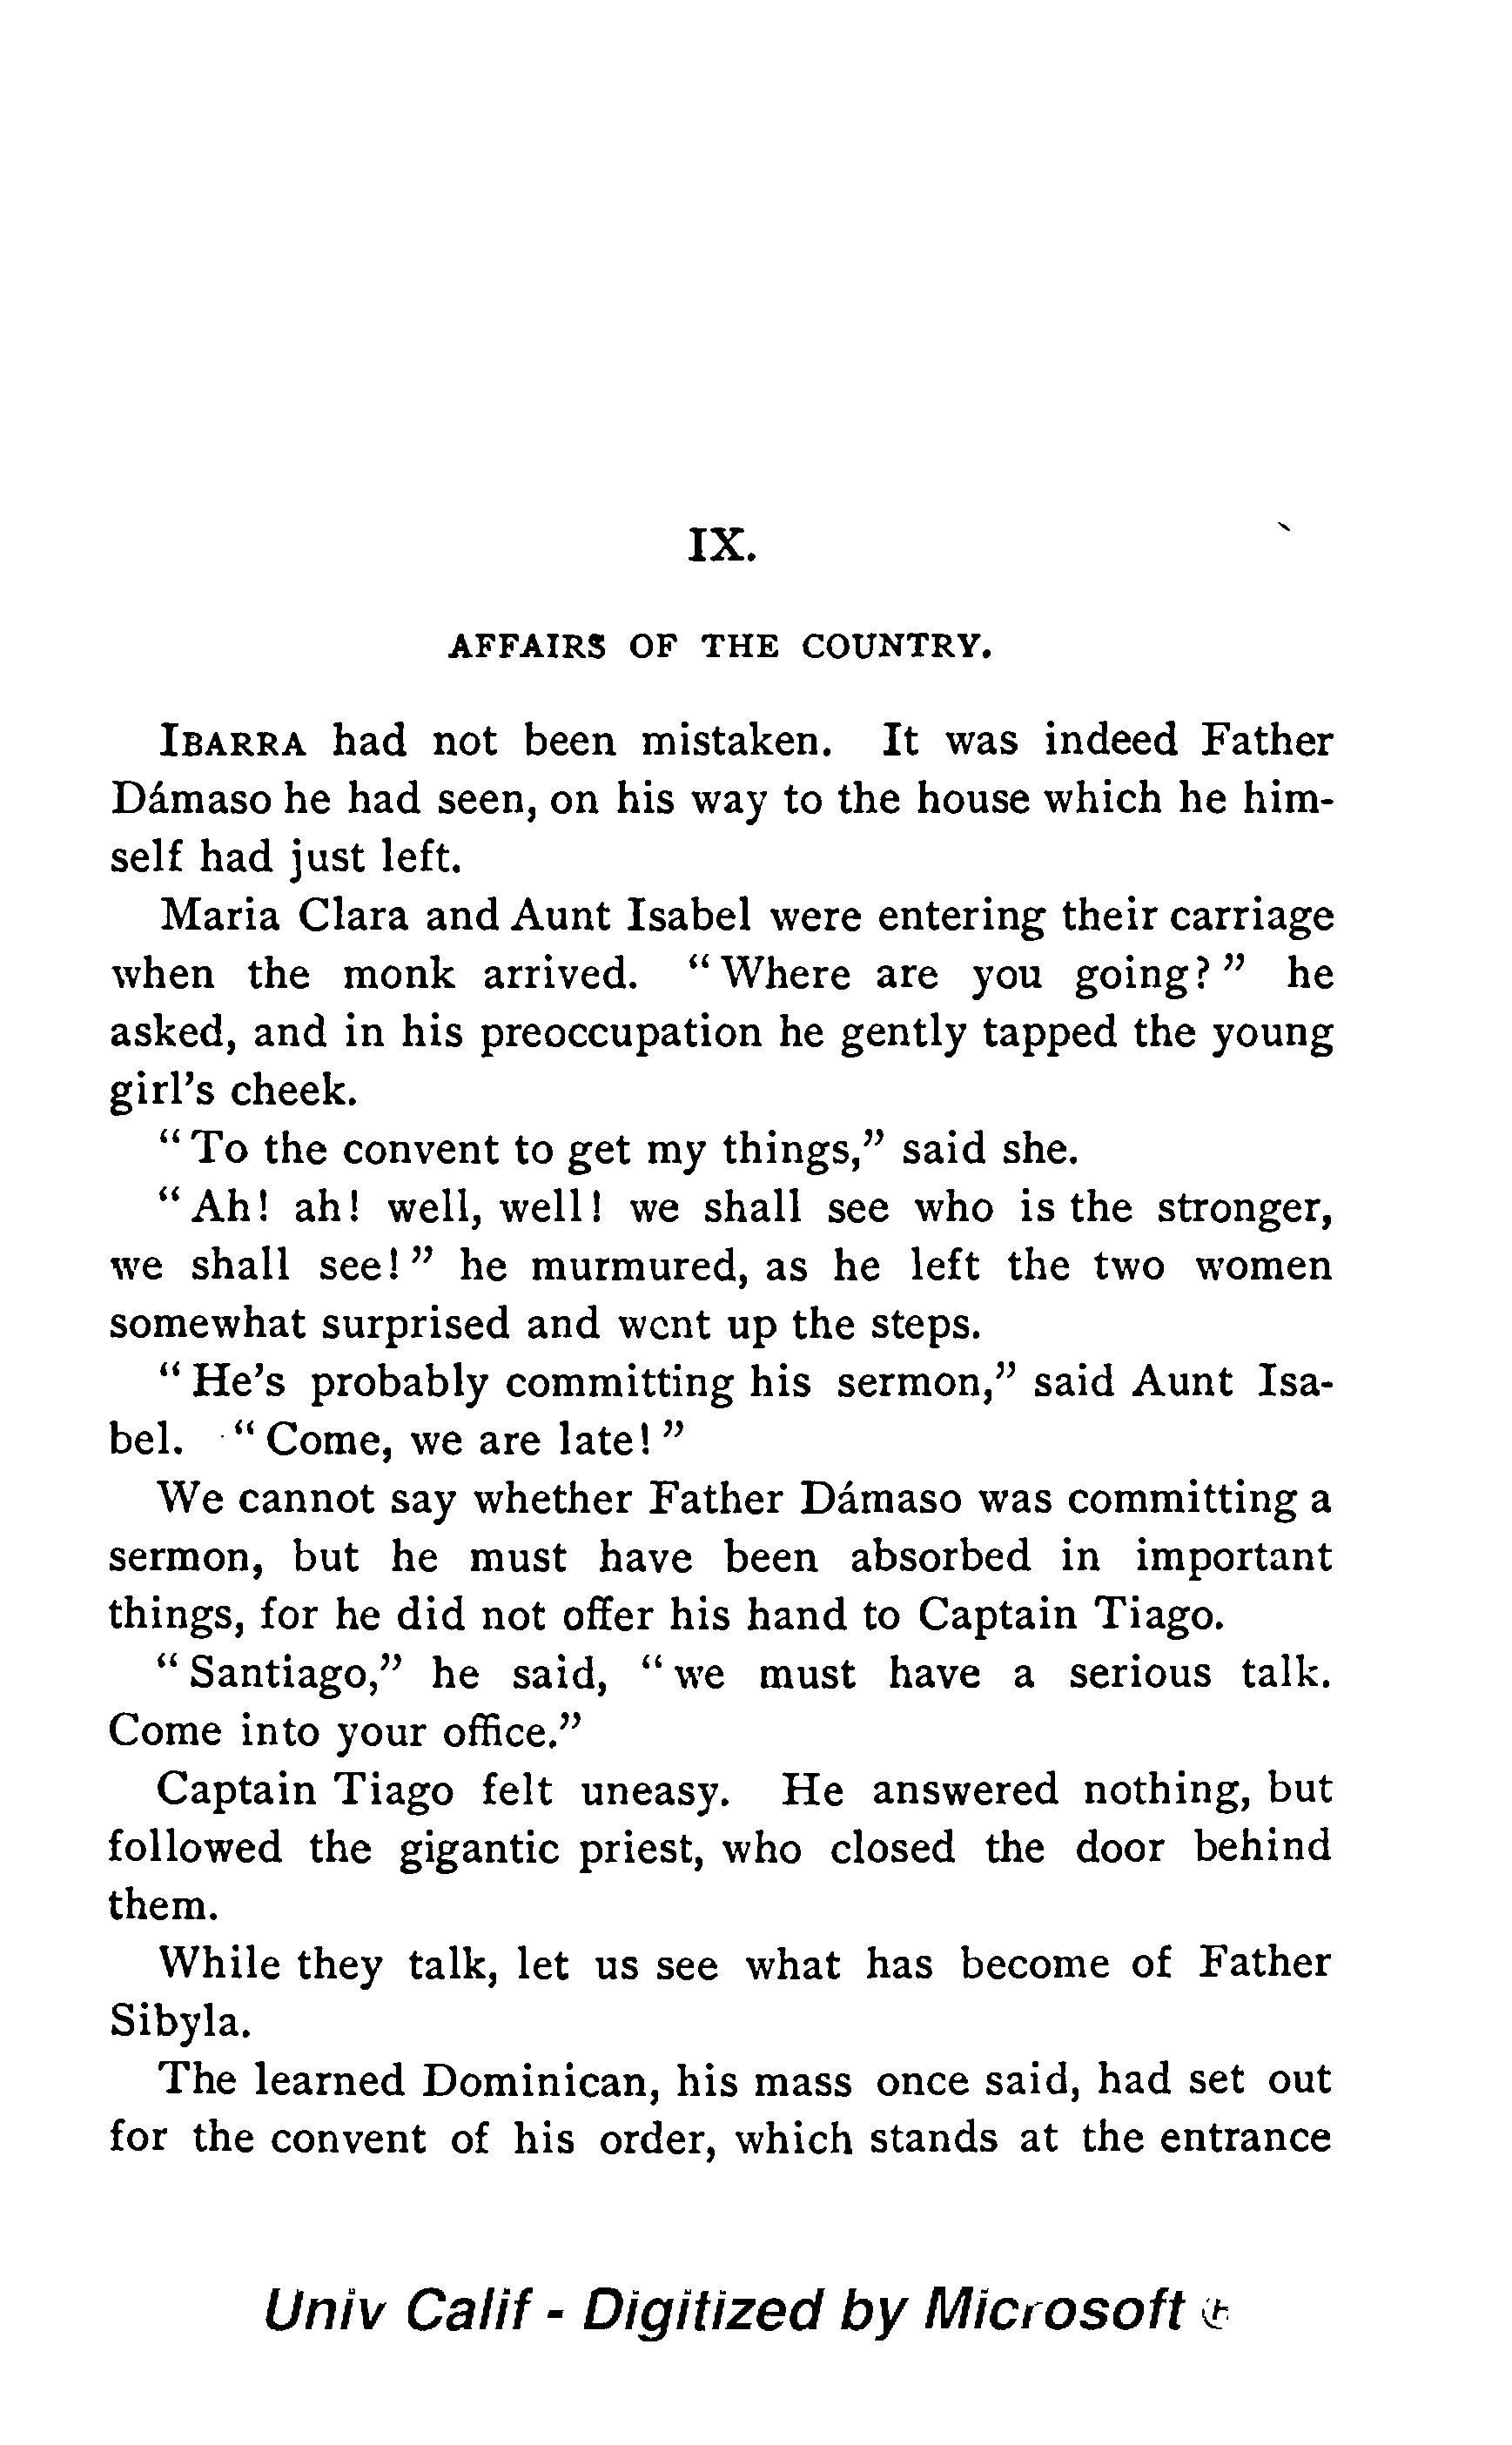 IX.
AFFAIRS OF THE COUNTRY.
IBARRA had not been mistaken. It was indeed Father
Dámaso he had seen, on his way to the house which he him-
self had just left.
Maria Clara and Aunt Isabel were entering their carriage
when the monk arrived. “Where are you going?” he
asked, and in his preoccupation he gently tapped the young
girl’s cheek.
“To the convent to get my things,” said she.
“Ah! ah! well, well! we shall see who is the stronger,
we shall see!” he murmured, as he left the two women
somewhat surprised and went up the steps.
“He’s probably committing his sermon,” said Aunt Isa-
bel. “Come, we are late!”
We cannot say whether Father Dámaso was committing a
sermon, but he must have been absorbed in important
things, for he did not offer his hand to Captain Tiago.
“Santiago,” he said, “we must have a serious talk.
Come into your office.”
Captain Tiago felt uneasy. He answered nothing, but
followed the gigantic priest, who closed the door behind
them.
While they talk, let us see what has become of Father
Sibyla.
The learned Dominican, his mass once said, had set out
for the convent of his order, which stands at the entrance
Univ Calif - Digitized by Microsoft ®